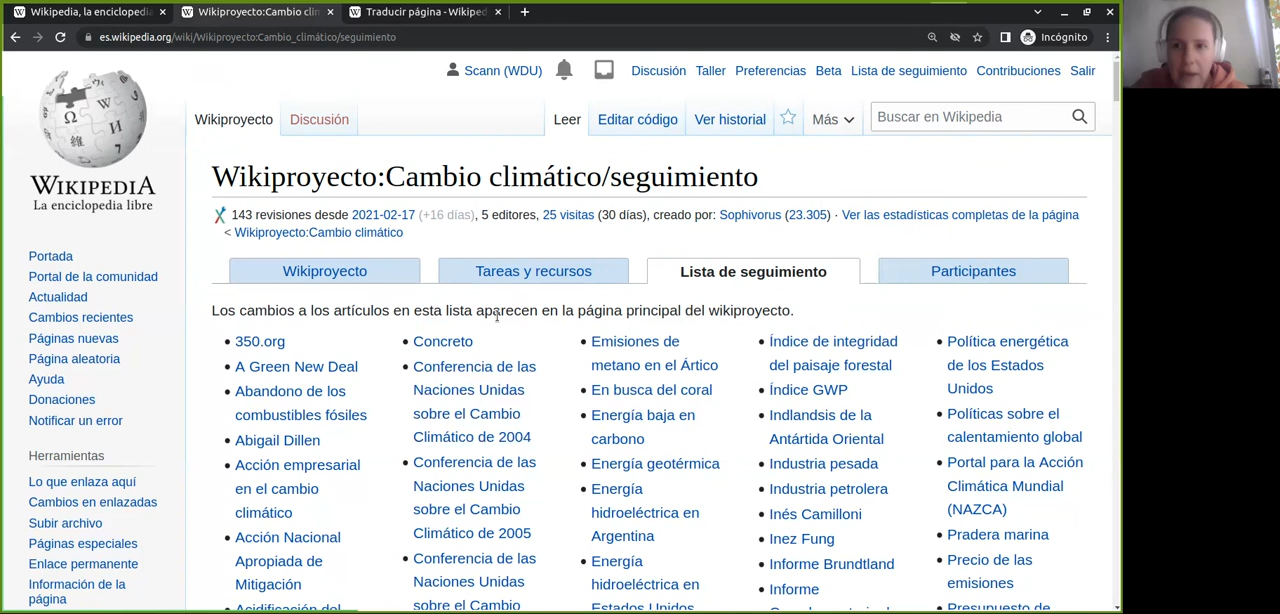 Wikipedia, la enciclopedi
Wikiproyecto:Cambio clim
Traducir página - Wikiped
es.wikipedia.org/wiki/Wikiproyecto:Cambio_climático/seguimiento
Incógnito
Scann (WDU)
Discusión
Taller
Preferencias
Beta
Lista de seguimiento
Contribuciones
Salir
WIKIPEDIA
La enciclopedia libre
Wikiproyecto
Discusión
Leer
Editar código
Ver historial
Más
Buscar en Wikipedia
Wikiproyecto:Cambio climático/seguimiento
143 revisiones desde 2021-02-17 (+16 días), 5 editores, 25 visitas (30 días), creado por: Sophivorus (23.305) · Ver las estadísticas completas de la página
< Wikiproyecto:Cambio climático
Wikiproyecto
Tareas y recursos
Lista de seguimiento
Participantes
Los cambios a los artículos en esta lista aparecen en la página principal del wikiproyecto.
Portada
Portal de la comunidad
Actualidad
Cambios recientes
Páginas nuevas
Página aleatoria
Ayuda
Donaciones
Notificar un error
Herramientas
Lo que enlaza aquí
Cambios en enlazadas
Subir archivo
Páginas especiales
Enlace permanente
Información de la
página
• 350.org
• A Green New Deal
• Abandono de los
combustibles fósiles
• Abigail Dillen
• Acción empresarial
en el cambio
climático
• Acción Nacional
Apropiada de
Mitigación
• Acidificación del
• Concreto
• Conferencia de las
Naciones Unidas
sobre el Cambio
Climático de 2004
• Conferencia de las
Naciones Unidas
sobre el Cambio
Climático de 2005
• Conferencia de las
Naciones Unidas
sobre el Cambio
• Emisiones de
metano en el Ártico
• En busca del coral
• Energía baja en
carbono
• Energía geotérmica
• Energía
hidroeléctrica en
Argentina
• Energía
hidroeléctrica en
Estados Unidos
• Índice de integridad
del paisaje forestal
• Índice GWP
• Indlandsis de la
Antártida Oriental
• Industria pesada
• Industria petrolera
• Inés Camilloni
• Inez Fung
• Informe Brundtland
• Informe
• Política energética
de los Estados
Unidos
• Políticas sobre el
calentamiento global
• Portal para la Acción
Climática Mundial
(NAZCA)
• Pradera marina
• Precio de las
emisiones
• Presupuesto de